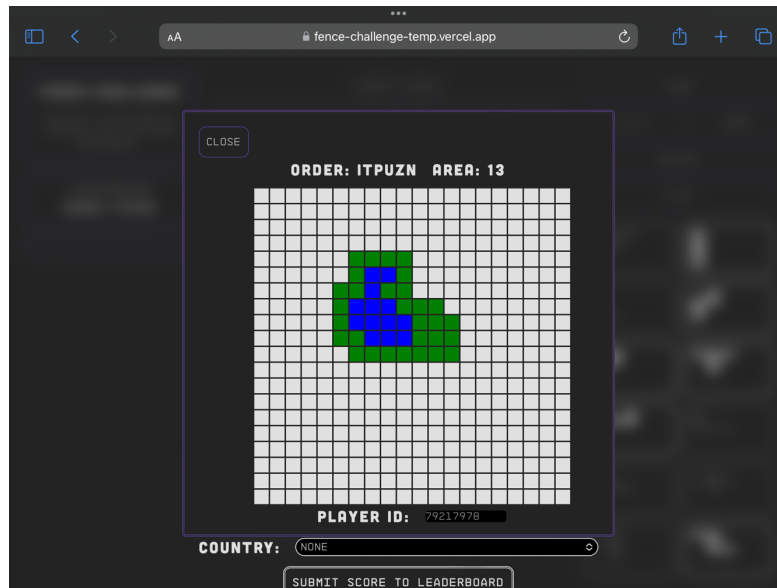 AA
fence-challenge-temp.vercel.app
CLOSE
ORDER: ITPUZN AREA: 13
PLAYER ID: 79217978
COUNTRY: NONE
SUBMIT SCORE TO LEADERBOARD